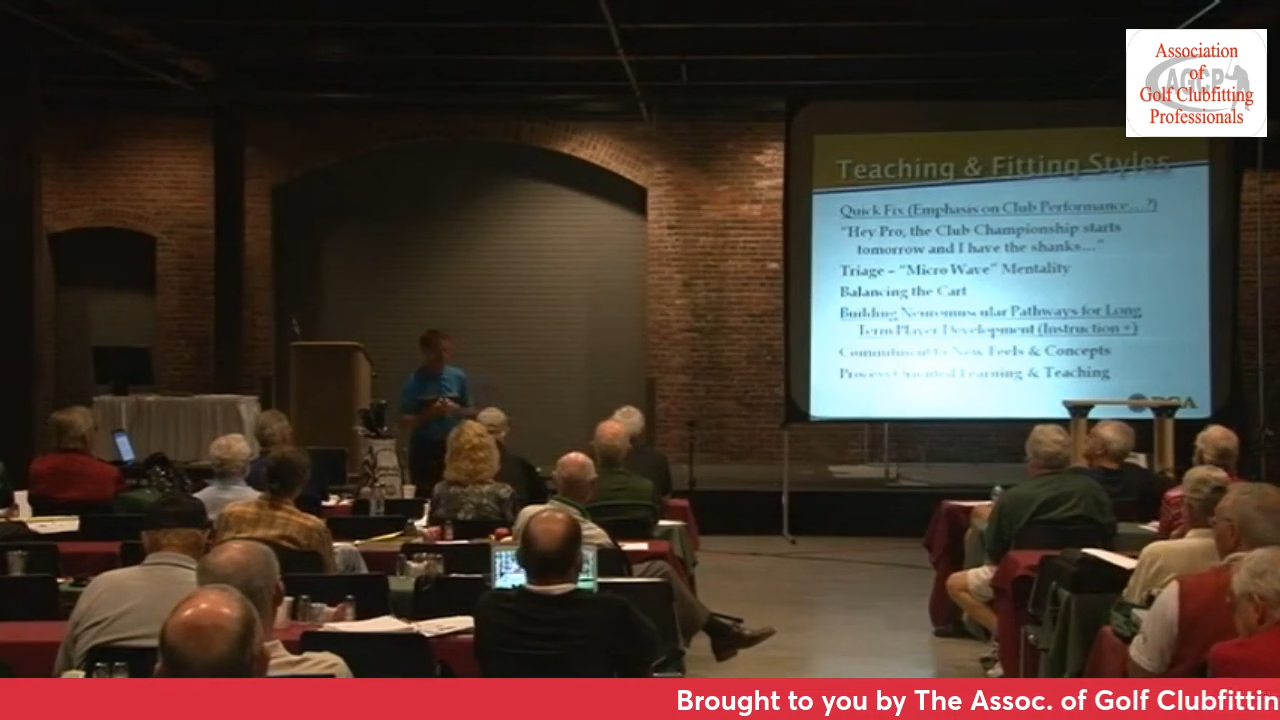 Association
of
AGCP
Golf Clubfitting
Professionals
Teaching & Fitting Styles
Quick Fix (Emphasis on Club Performance....?)
"Hey Pro, the Club Championship starts
tomorrow and I have the shanks...."
Triage – "Micro Wave" Mentality
Balancing the Cart
Building Neuromuscular Pathways for Long
Term Player Development (Instruction +)
Commitment to New Feels & Concepts
Process Oriented Learning & Teaching
PGA
Brought to you by The Assoc. of Golf Clubfittin